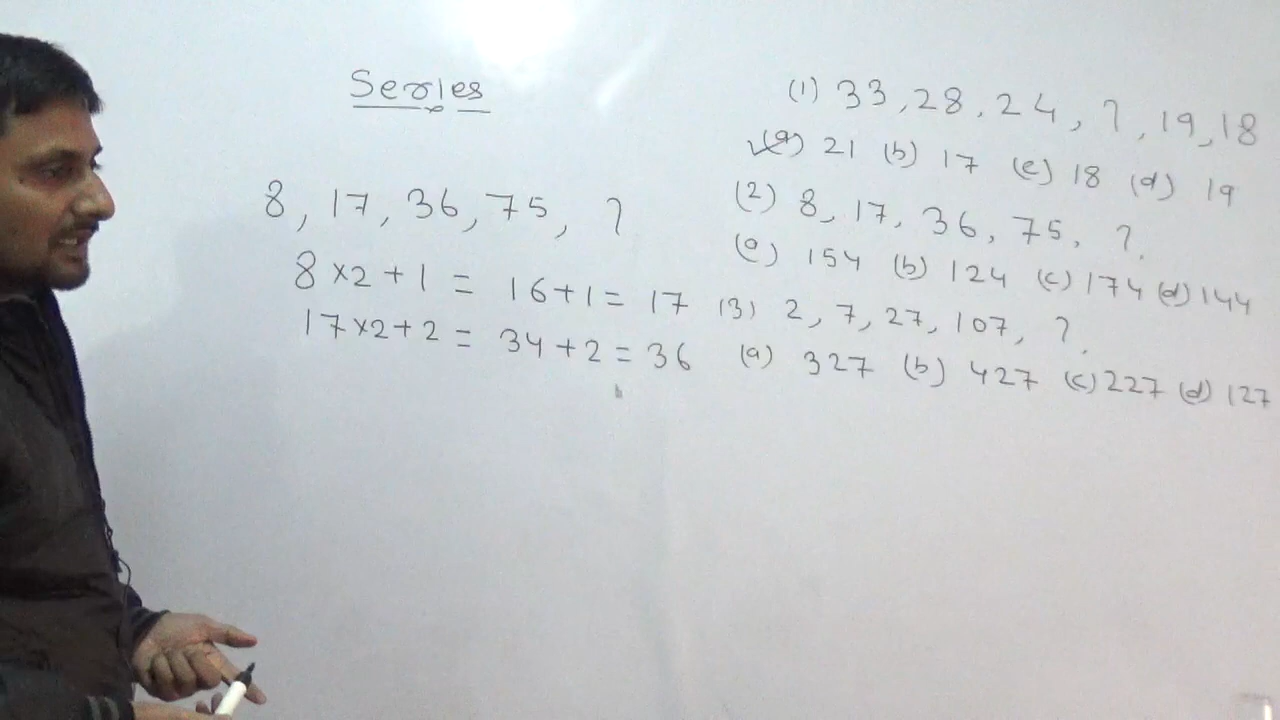 Series
8, 17, 36, 75, ?
8 × 2 + 1 = 16 + 1 = 17
17 × 2 + 2 = 34 + 2 = 36
(1) 33, 28, 24, ?, 19, 18
(a) 21 (b) 17 (c) 18 (d) 19
(2) 8, 17, 36, 75, ?
(a) 154 (b) 124 (c) 174 (d) 144
(3) 2, 7, 27, 107, ?
(a) 327 (b) 427 (c) 227 (d) 127